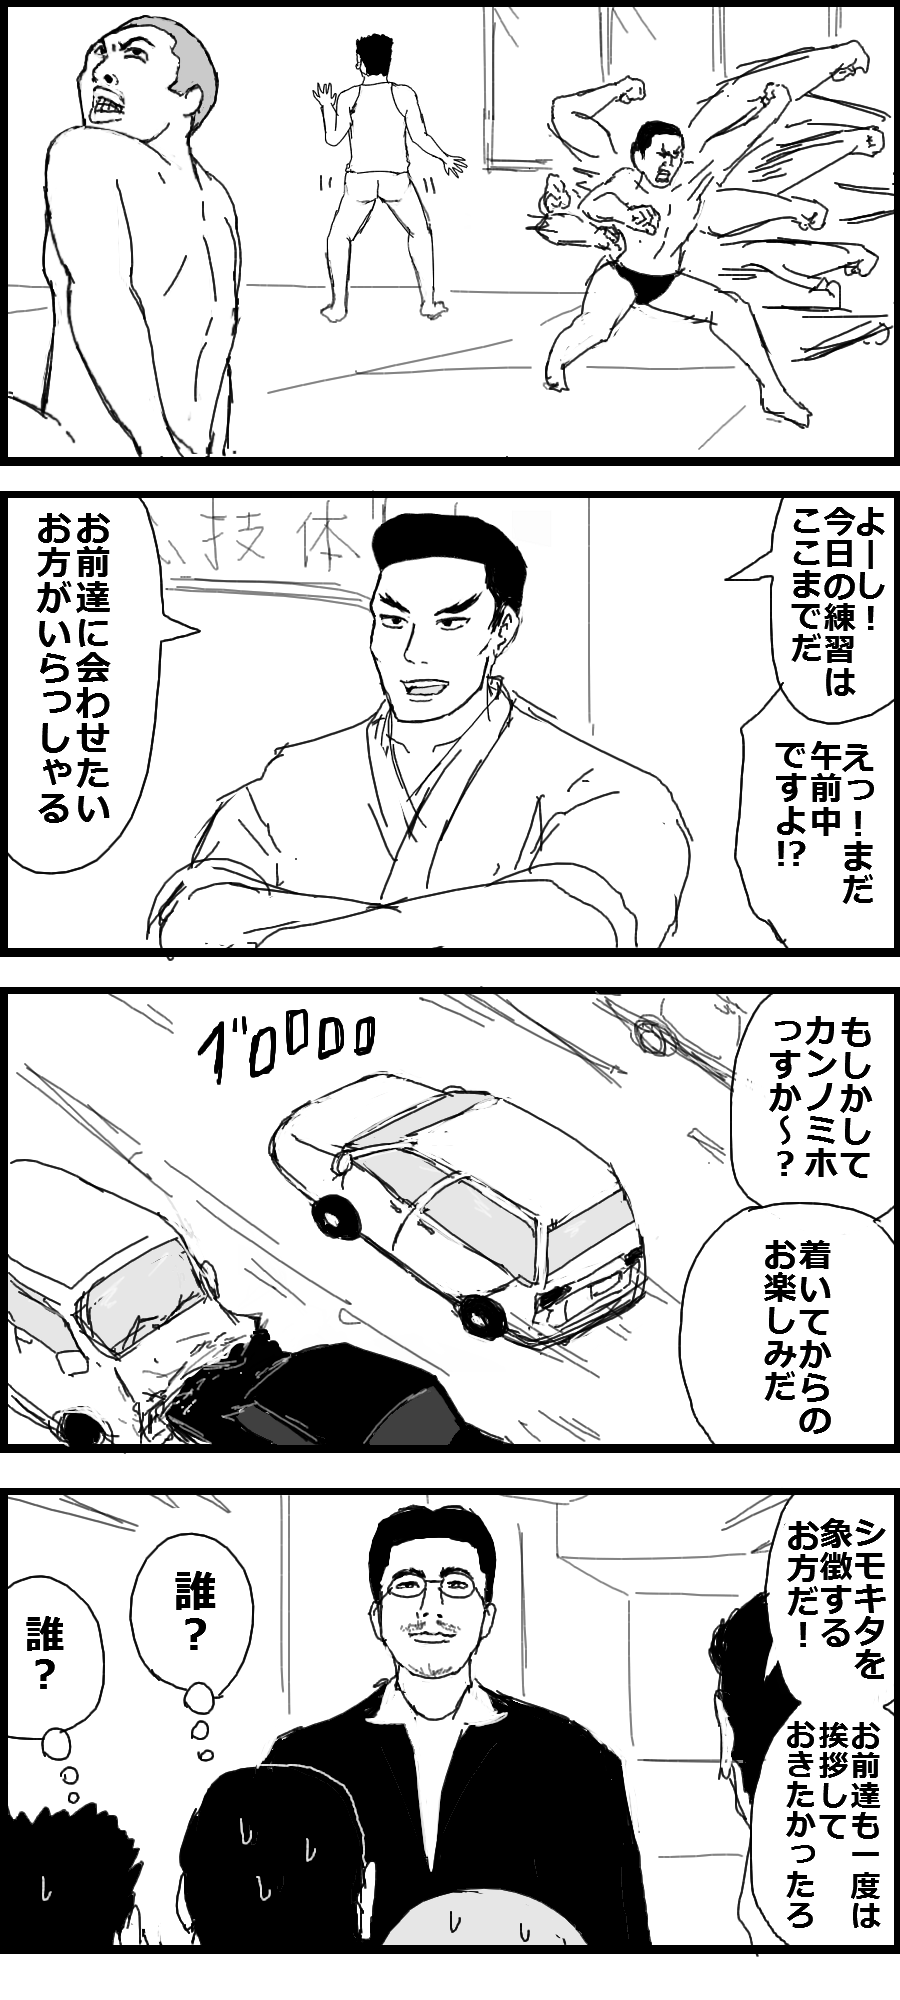 よーし！
今日の練習は
ここまでだ
えっ！まだ
午前中
ですよ!?
技体
お前達に会わせたい
お方がいらっしゃる
もしかして
カンノミホ
っすか〜？
ブロロロロ
着いてからの
お楽しみだ
シモキタを
象徴する
お方だ！
お前達も一度は
挨拶して
おきたかったろ
誰？
誰？